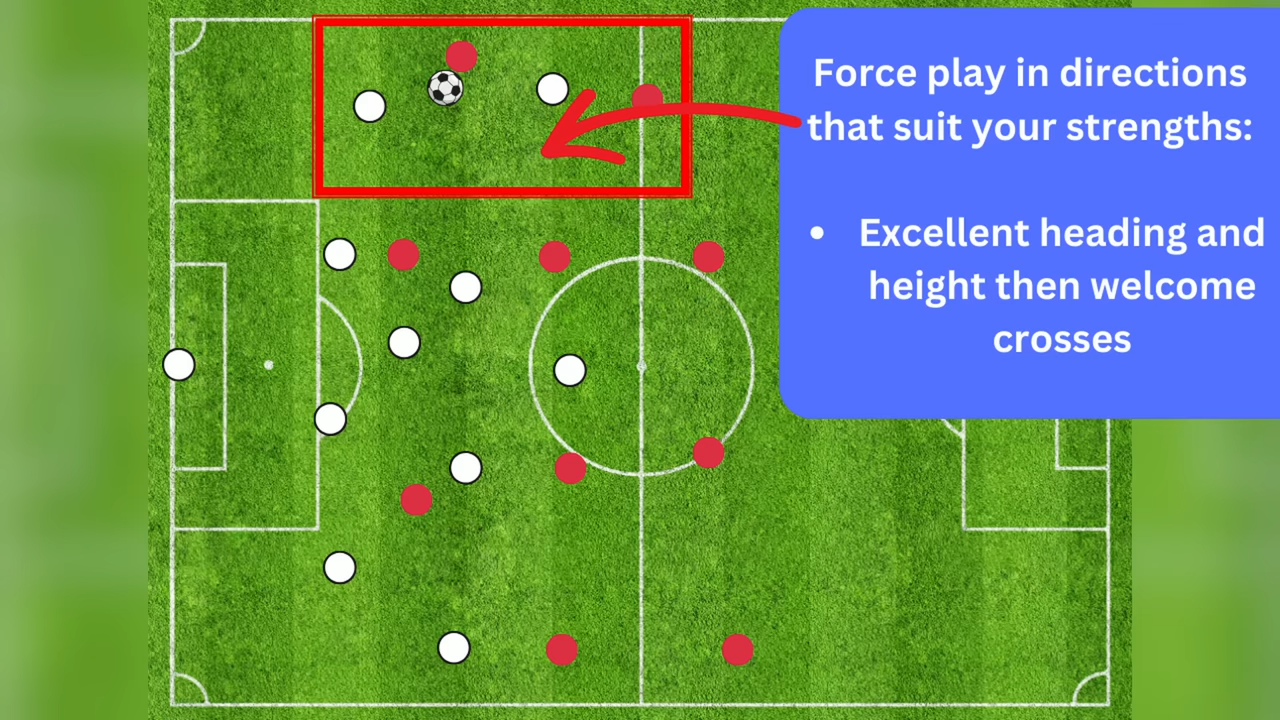 Force play in directions
that suit your strengths:
• Excellent heading and
height then welcome
crosses